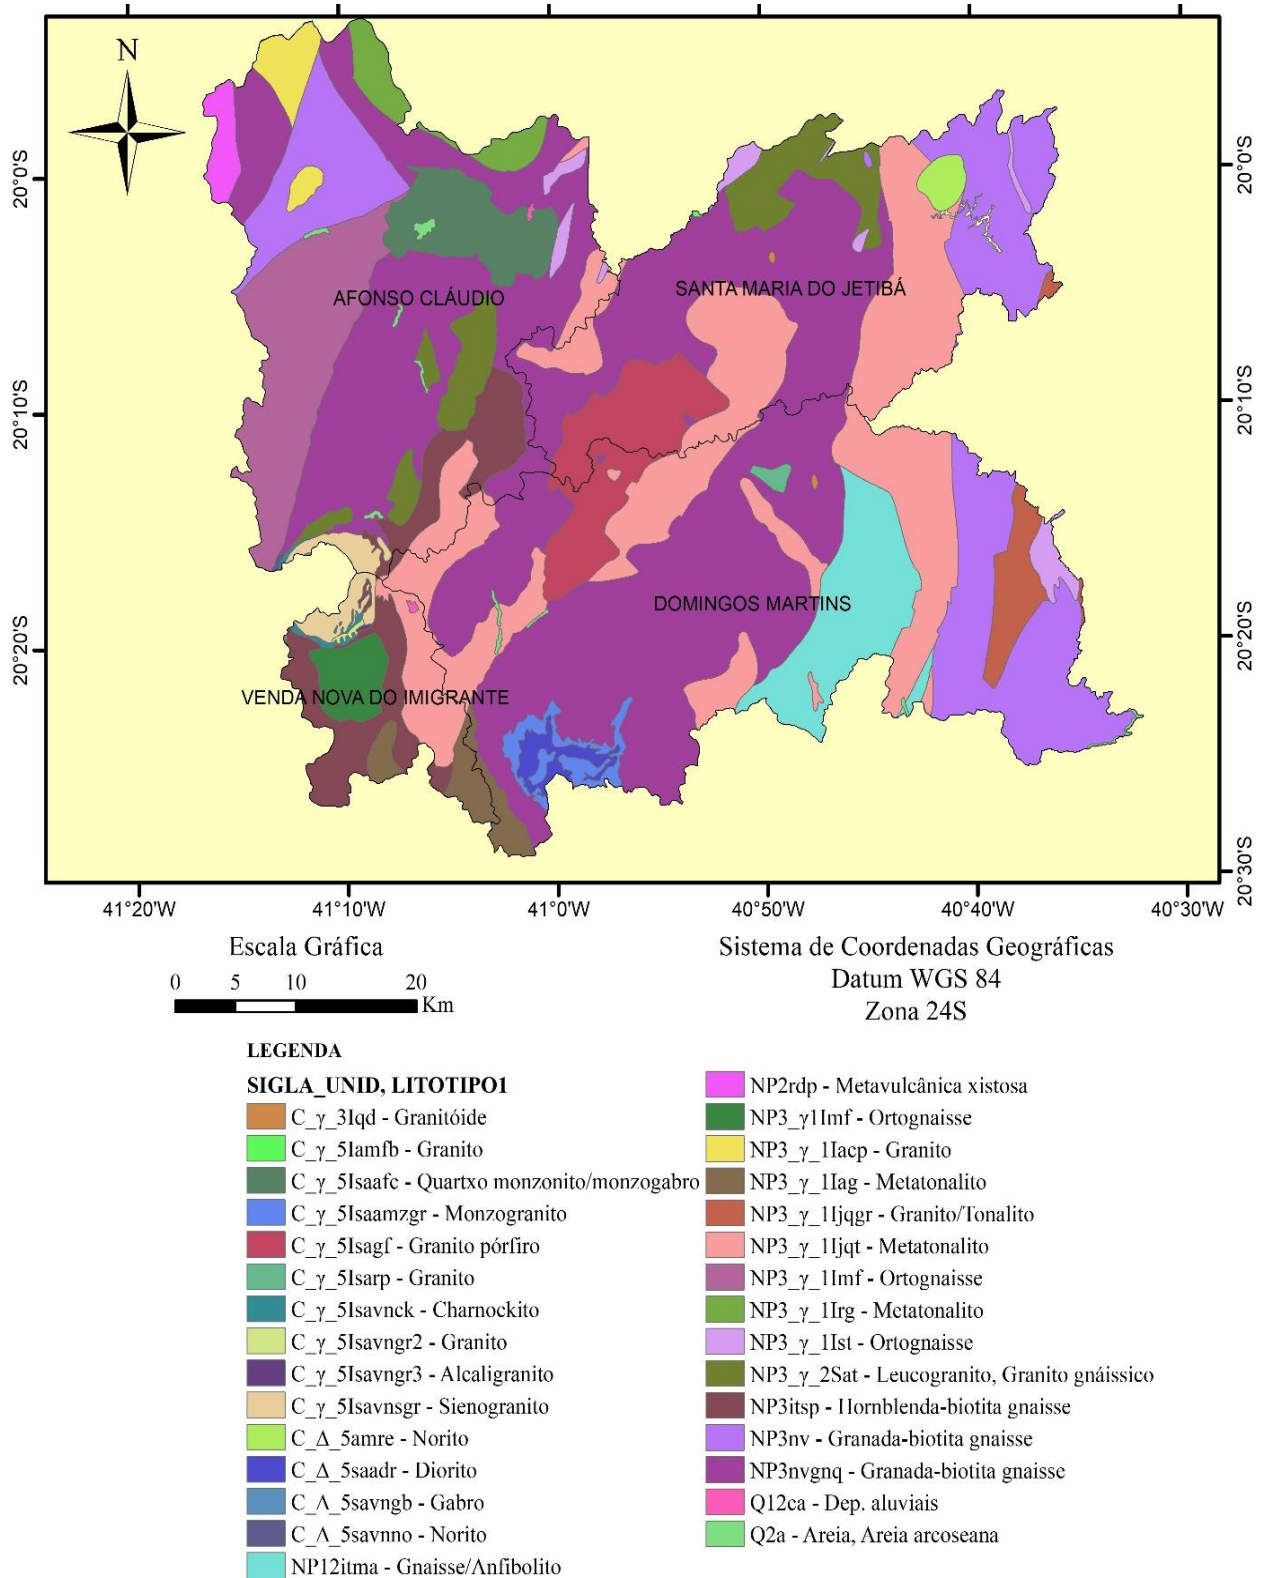 N
20°0'S
20°0'S
AFONSO CLÁUDIO
SANTA MARIA DO JETIBÁ
20°10'S
20°10'S
DOMINGOS MARTINS
20°20'S
20°20'S
VENDA NOVA DO IMIGRANTE
20°30'S
41°20'W 41°10'W 41°0'W 40°50'W 40°40'W 40°30'W
Escala Gráfica
0 5 10 20
Km
Sistema de Coordenadas Geográficas
Datum WGS 84
Zona 24S
LEGENDA
SIGLA_UNID, LITOTIPO1
C_γ_3Iqd - Granitóide
C_γ_5Iamfb - Granito
C_γ_5Isaafc - Quartxo monzonito/monzogabro
C_γ_5Isaamzgr - Monzogranito
C_γ_5Isagf - Granito pórfiro
C_γ_5Isarp - Granito
C_γ_5Isavnck - Charnockito
C_γ_5Isavngr2 - Granito
C_γ_5Isavngr3 - Alcaligranito
C_γ_5Isavnsgr - Sienogranito
C_Δ_5amre - Norito
C_Δ_5saadr - Diorito
C_Δ_5savngb - Gabro
C_Δ_5savnno - Norito
NP12itma - Gnaisse/Anfibolito
NP2rdp - Metavulcânica xistosa
NP3_γ1Imf - Ortognaisse
NP3_γ_1Iacp - Granito
NP3_γ_1Iag - Metatonalito
NP3_γ_1Ijqgr - Granito/Tonalito
NP3_γ_1Ijqt - Metatonalito
NP3_γ_1Imf - Ortognaisse
NP3_γ_1Irg - Metatonalito
NP3_γ_1Ist - Ortognaisse
NP3_γ_2Sat - Leucogranito, Granito gnáissico
NP3itsp - Hornblenda-biotita gnaisse
NP3nv - Granada-biotita gnaisse
NP3nvgnq - Granada-biotita gnaisse
Q12ca - Dep. aluviais
Q2a - Areia, Areia arcoseana